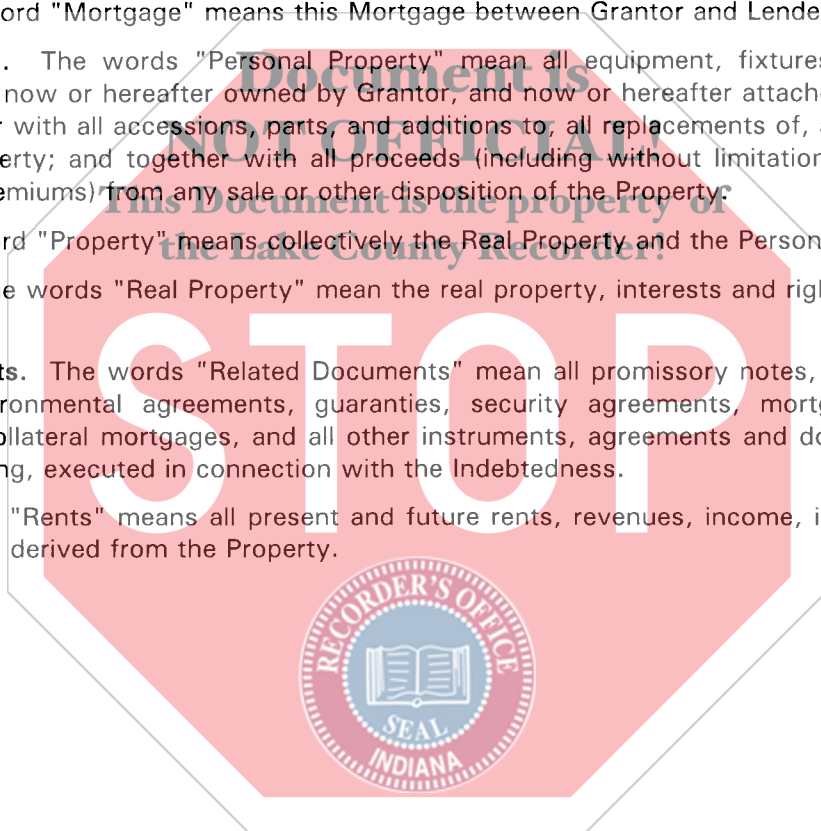 ord "Mortgage" means this Mortgage between Grantor and Lende
. The words "Personal Property" mean all equipment, fixtures
now or hereafter owned by Grantor, and now or hereafter attach
with all accessions, parts, and additions to, all replacements of,
erty; and together with all proceeds (including without limitation
emiums) from any sale or other disposition of the Property.
rd "Property" means collectively the Real Property and the Person
e words "Real Property" mean the real property, interests and righ
ts. The words "Related Documents" mean all promissory notes,
ronmental agreements, guaranties, security agreements, mortg
ollateral mortgages, and all other instruments, agreements and do
ng, executed in connection with the Indebtedness.
"Rents" means all present and future rents, revenues, income, i
derived from the Property.
Document is
NOT OFFICIAL!
This Document is the property of
the Lake County Recorder!
STOP
RECORDER'S OFFICE
SEAL
INDIANA